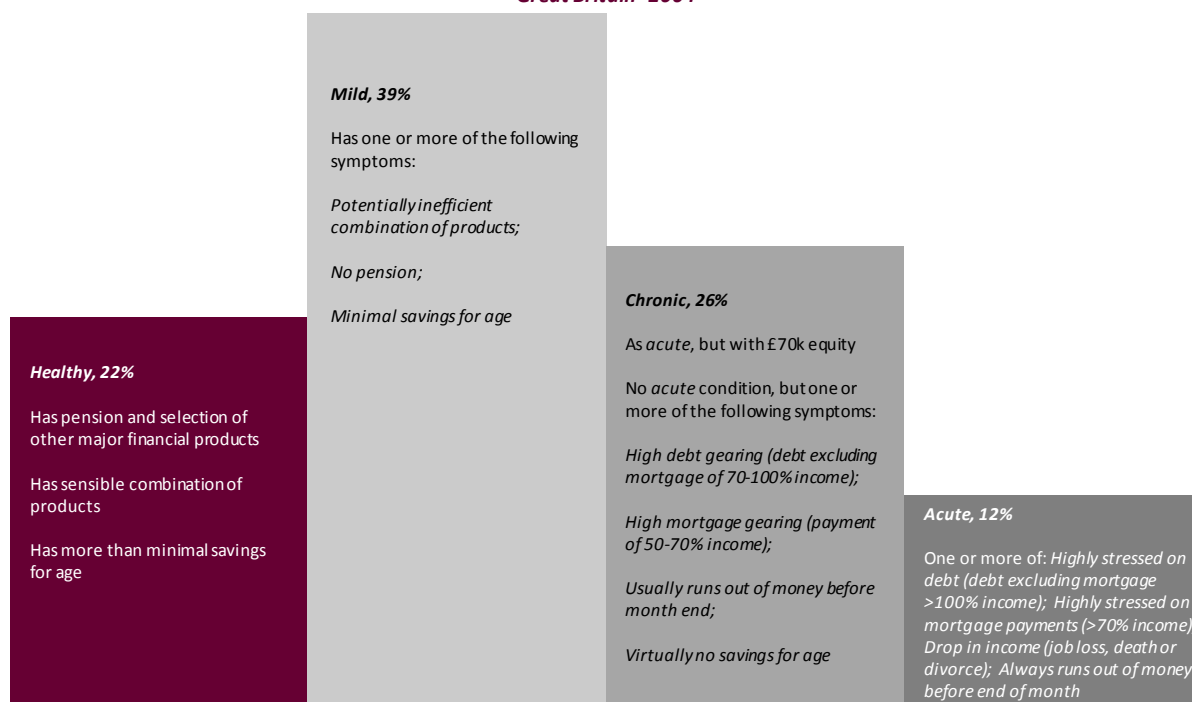 Mild, 39%
Has one or more of the following
symptoms:
Potentially inefficient
combination of products;
No pension;
Minimal savings for age
Chronic, 26%
As acute, but with £70k equity
No acute condition, but one or
more of the following symptoms:
High debt gearing (debt excluding
mortgage of 70-100% income);
High mortgage gearing (payment
of 50-70% income);
Usually runs out of money before
month end;
Virtually no savings for age
Healthy, 22%
Has pension and selection of
other major financial products
Has sensible combination of
products
Has more than minimal savings
for age
Acute, 12%
One or more of: Highly stressed on
debt (debt excluding mortgage
>100% income); Highly stressed on
mortgage payments (>70% income)
Drop in income (job loss, death or
divorce); Always runs out of money
before end of month